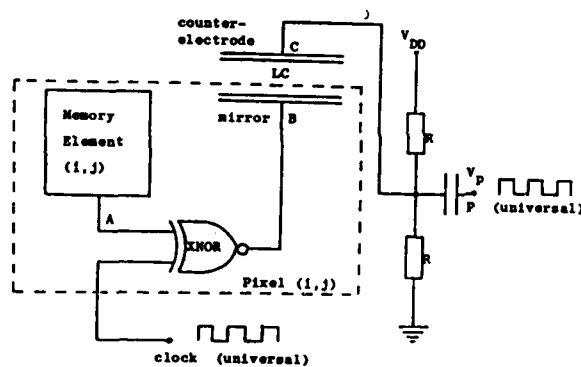 counter-
electrode
C
LC
V_DD
Memory
Element
(i,j)
mirror
B
R
A
V_P
P
(universal)
XNOR
R
Pixel (i,j)
clock (universal)